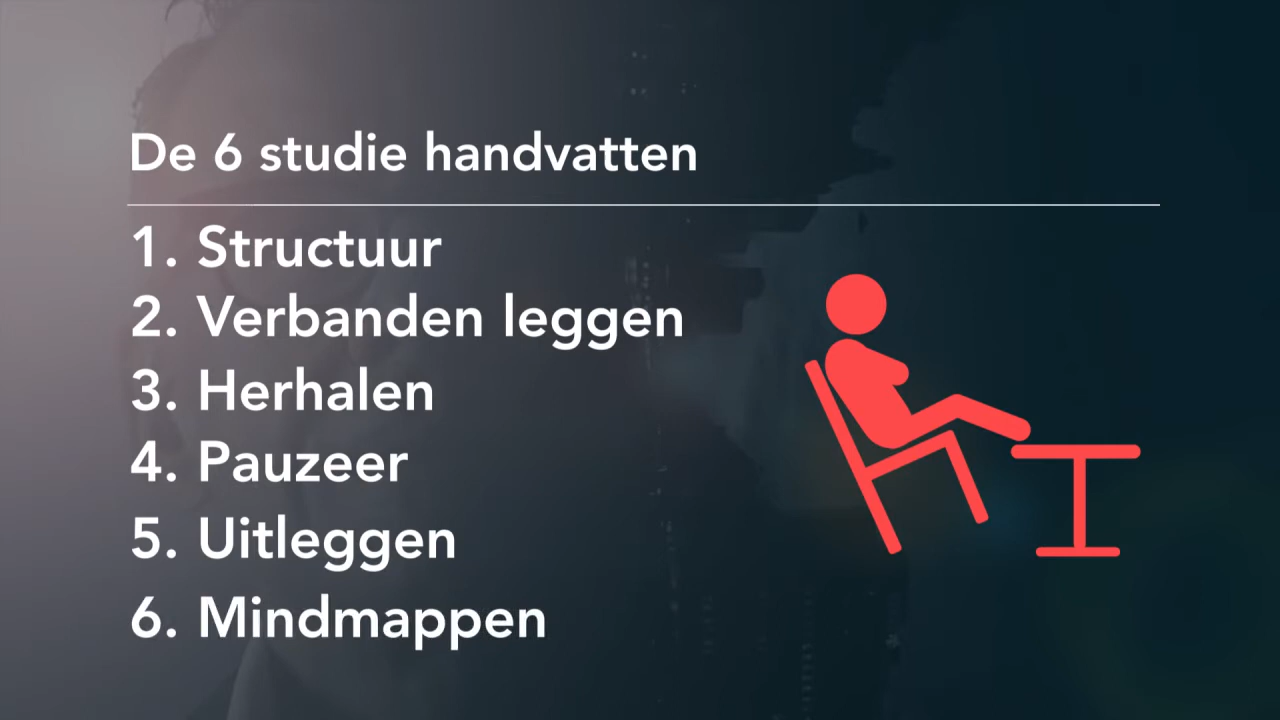 De 6 studie handvatten
1. Structuur
2. Verbanden leggen
3. Herhalen
4. Pauzeer
5. Uitleggen
6. Mindmappen